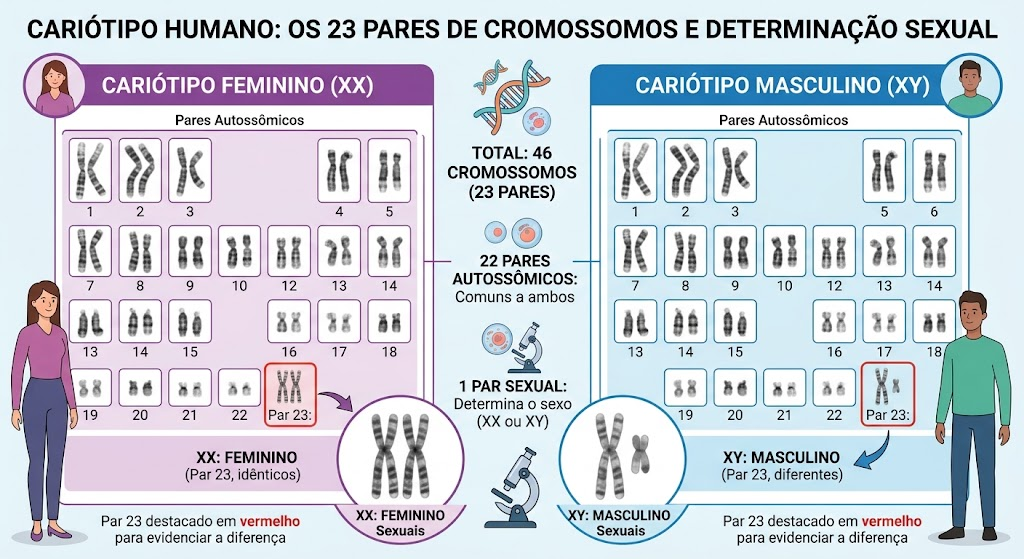 CARIÓTIPO HUMANO: OS 23 PARES DE CROMOSSOMOS E DETERMINAÇÃO SEXUAL
CARIÓTIPO FEMININO (XX)
Pares Autossômicos
1 2 3 4 5
7 8 9 10 12 13 14
13 14 15 16 17 18
19 20 21 22 Par 23:
XX: FEMININO
(Par 23, idênticos)
XX: FEMININO
Sexuais
Par 23 destacado em vermelho
para evidenciar a diferença
TOTAL: 46
CROMOSSOMOS
(23 PARES)
22 PARES
AUTOSSÔMICOS:
Comuns a ambos
1 PAR SEXUAL:
Determina o sexo
(XX ou XY)
CARIÓTIPO MASCULINO (XY)
Pares Autossômicos
1 2 3 5 6
7 8 9 10 12 13 14
13 14 15 16 17 18
19 20 21 22 Par 23:
XY: MASCULINO
(Par 23, diferentes)
XY: MASCULINO
Sexuais
Par 23 destacado em vermelho
para evidenciar a diferença